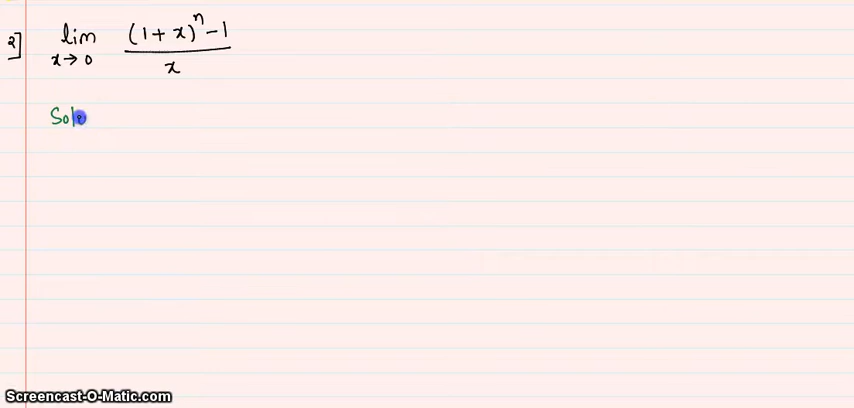 2] lim (1 + x)^n - 1
x → 0 x
Sol
Screencast-O-Matic.com